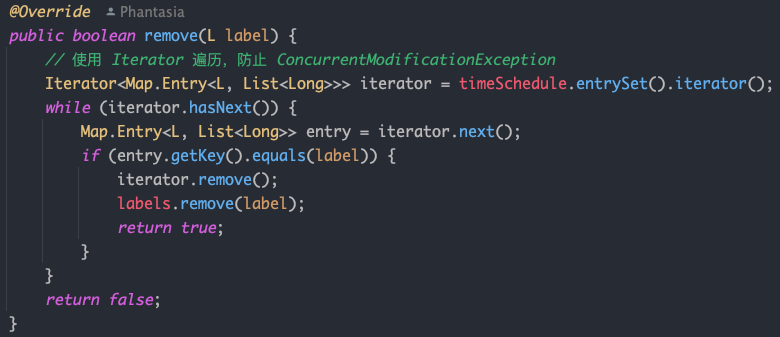 @Override Phantasia
public boolean remove(L label) {
// 使用 Iterator 遍历，防止 ConcurrentModificationException
Iterator<Map.Entry<L, List<Long>>> iterator = timeSchedule.entrySet().iterator();
while (iterator.hasNext()) {
Map.Entry<L, List<Long>> entry = iterator.next();
if (entry.getKey().equals(label)) {
iterator.remove();
labels.remove(label);
return true;
}
}
return false;
}